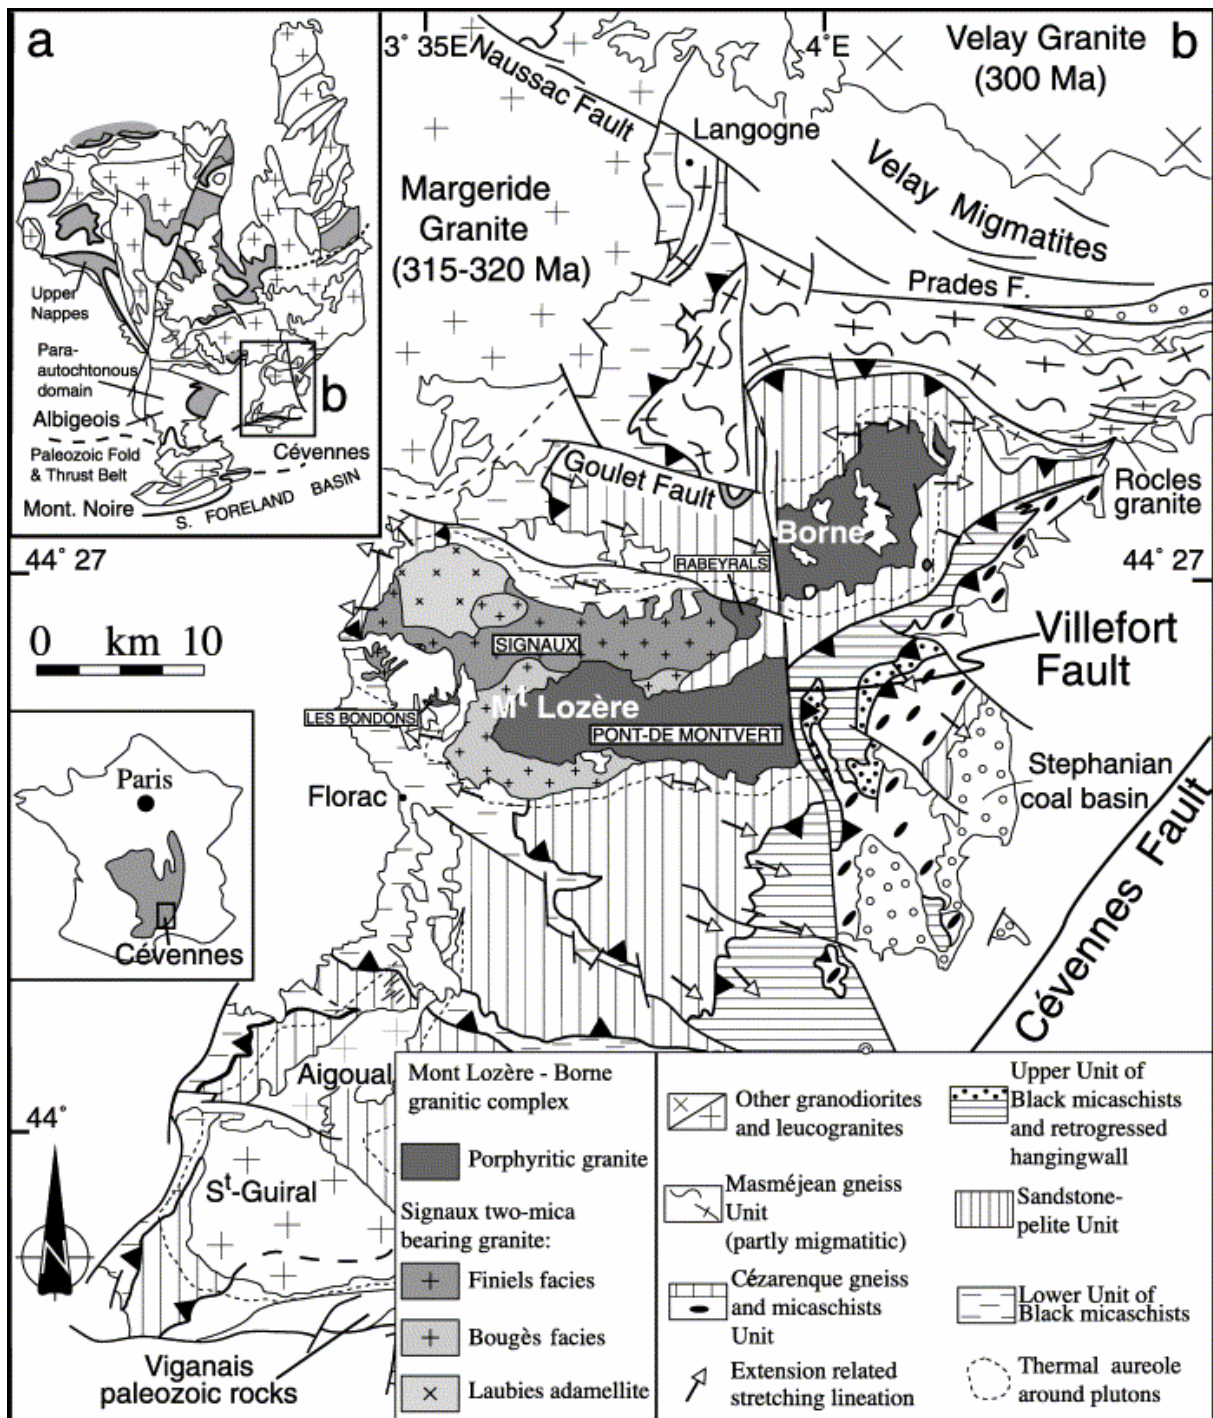 a
Upper
Nappes
Para-
autochtonous
domain
Albigeois
Paleozoic Fold
& Thrust Belt
Mont. Noire
S. FORELAND BASIN
Cévennes
b
3° 35E
4°E
b
Velay Granite
(300 Ma)
Naussac Fault
Langogne
Velay Migmatites
Margeride
Granite
(315-320 Ma)
Prades F.
Goulet Fault
Rocles
granite
Borne
RABEYRALS
44° 27
44° 27
0 km 10
SIGNAUX
Villefort
Fault
Mt Lozère
LES BONDONS
PONT-DE MONTVERT
Florac
Stephanian
coal basin
Cévennes Fault
Paris
Cévennes
Aigoual
44°
St-Guiral
N
Viganais
paleozoic rocks
Mont Lozère - Borne
granitic complex
Porphyritic granite
Signaux two-mica
bearing granite:
Finiels facies
Bougès facies
Laubies adamellite
Other granodiorites
and leucogranites
Masméjean gneiss
Unit
(partly migmatitic)
Cézarenque gneiss
and micaschists
Unit
Extension related
stretching lineation
Upper Unit of
Black micaschists
and retrogressed
hangingwall
Sandstone-
pelite Unit
Lower Unit of
Black micaschists
Thermal aureole
around plutons